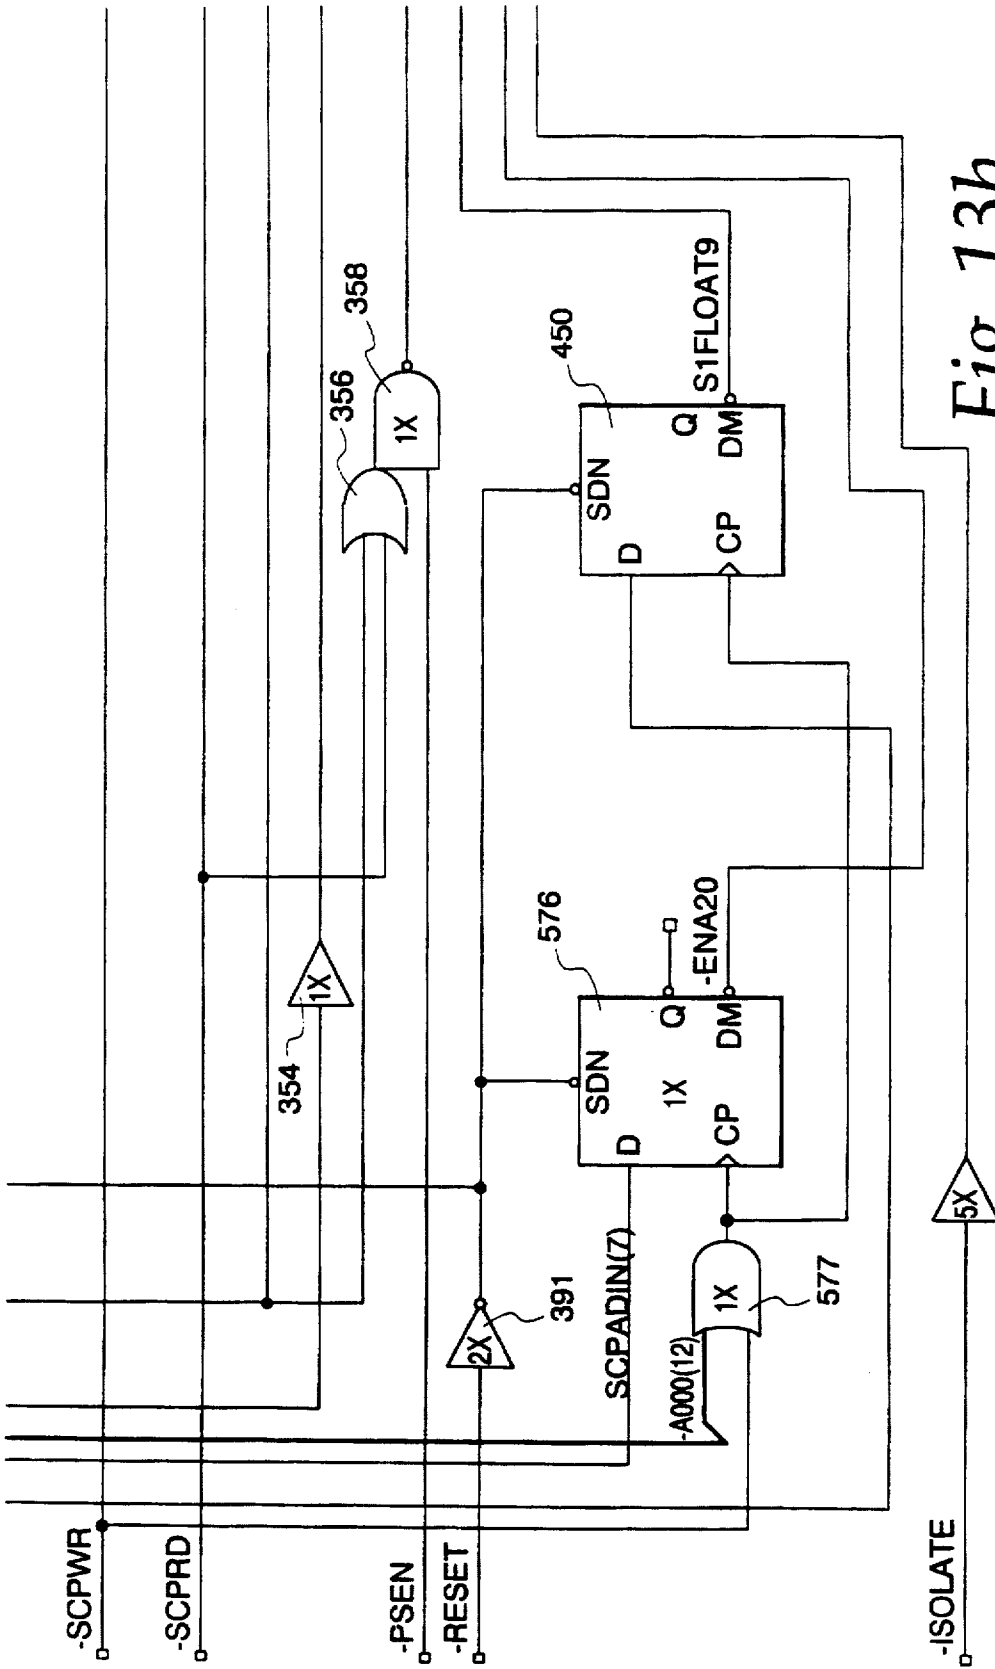 -SCPWR
-SCPRD
-PSEN
-RESET
-ISOLATE
354
1X
356
358
1X
391
2X
SCPADIN(7)
-A000(12)
1X
577
576
SDN
D
1X
Q
CP
DM
-ENA20
450
SDN
D
Q
CP
DM
S1FLOAT9
5X
Fig. 13b